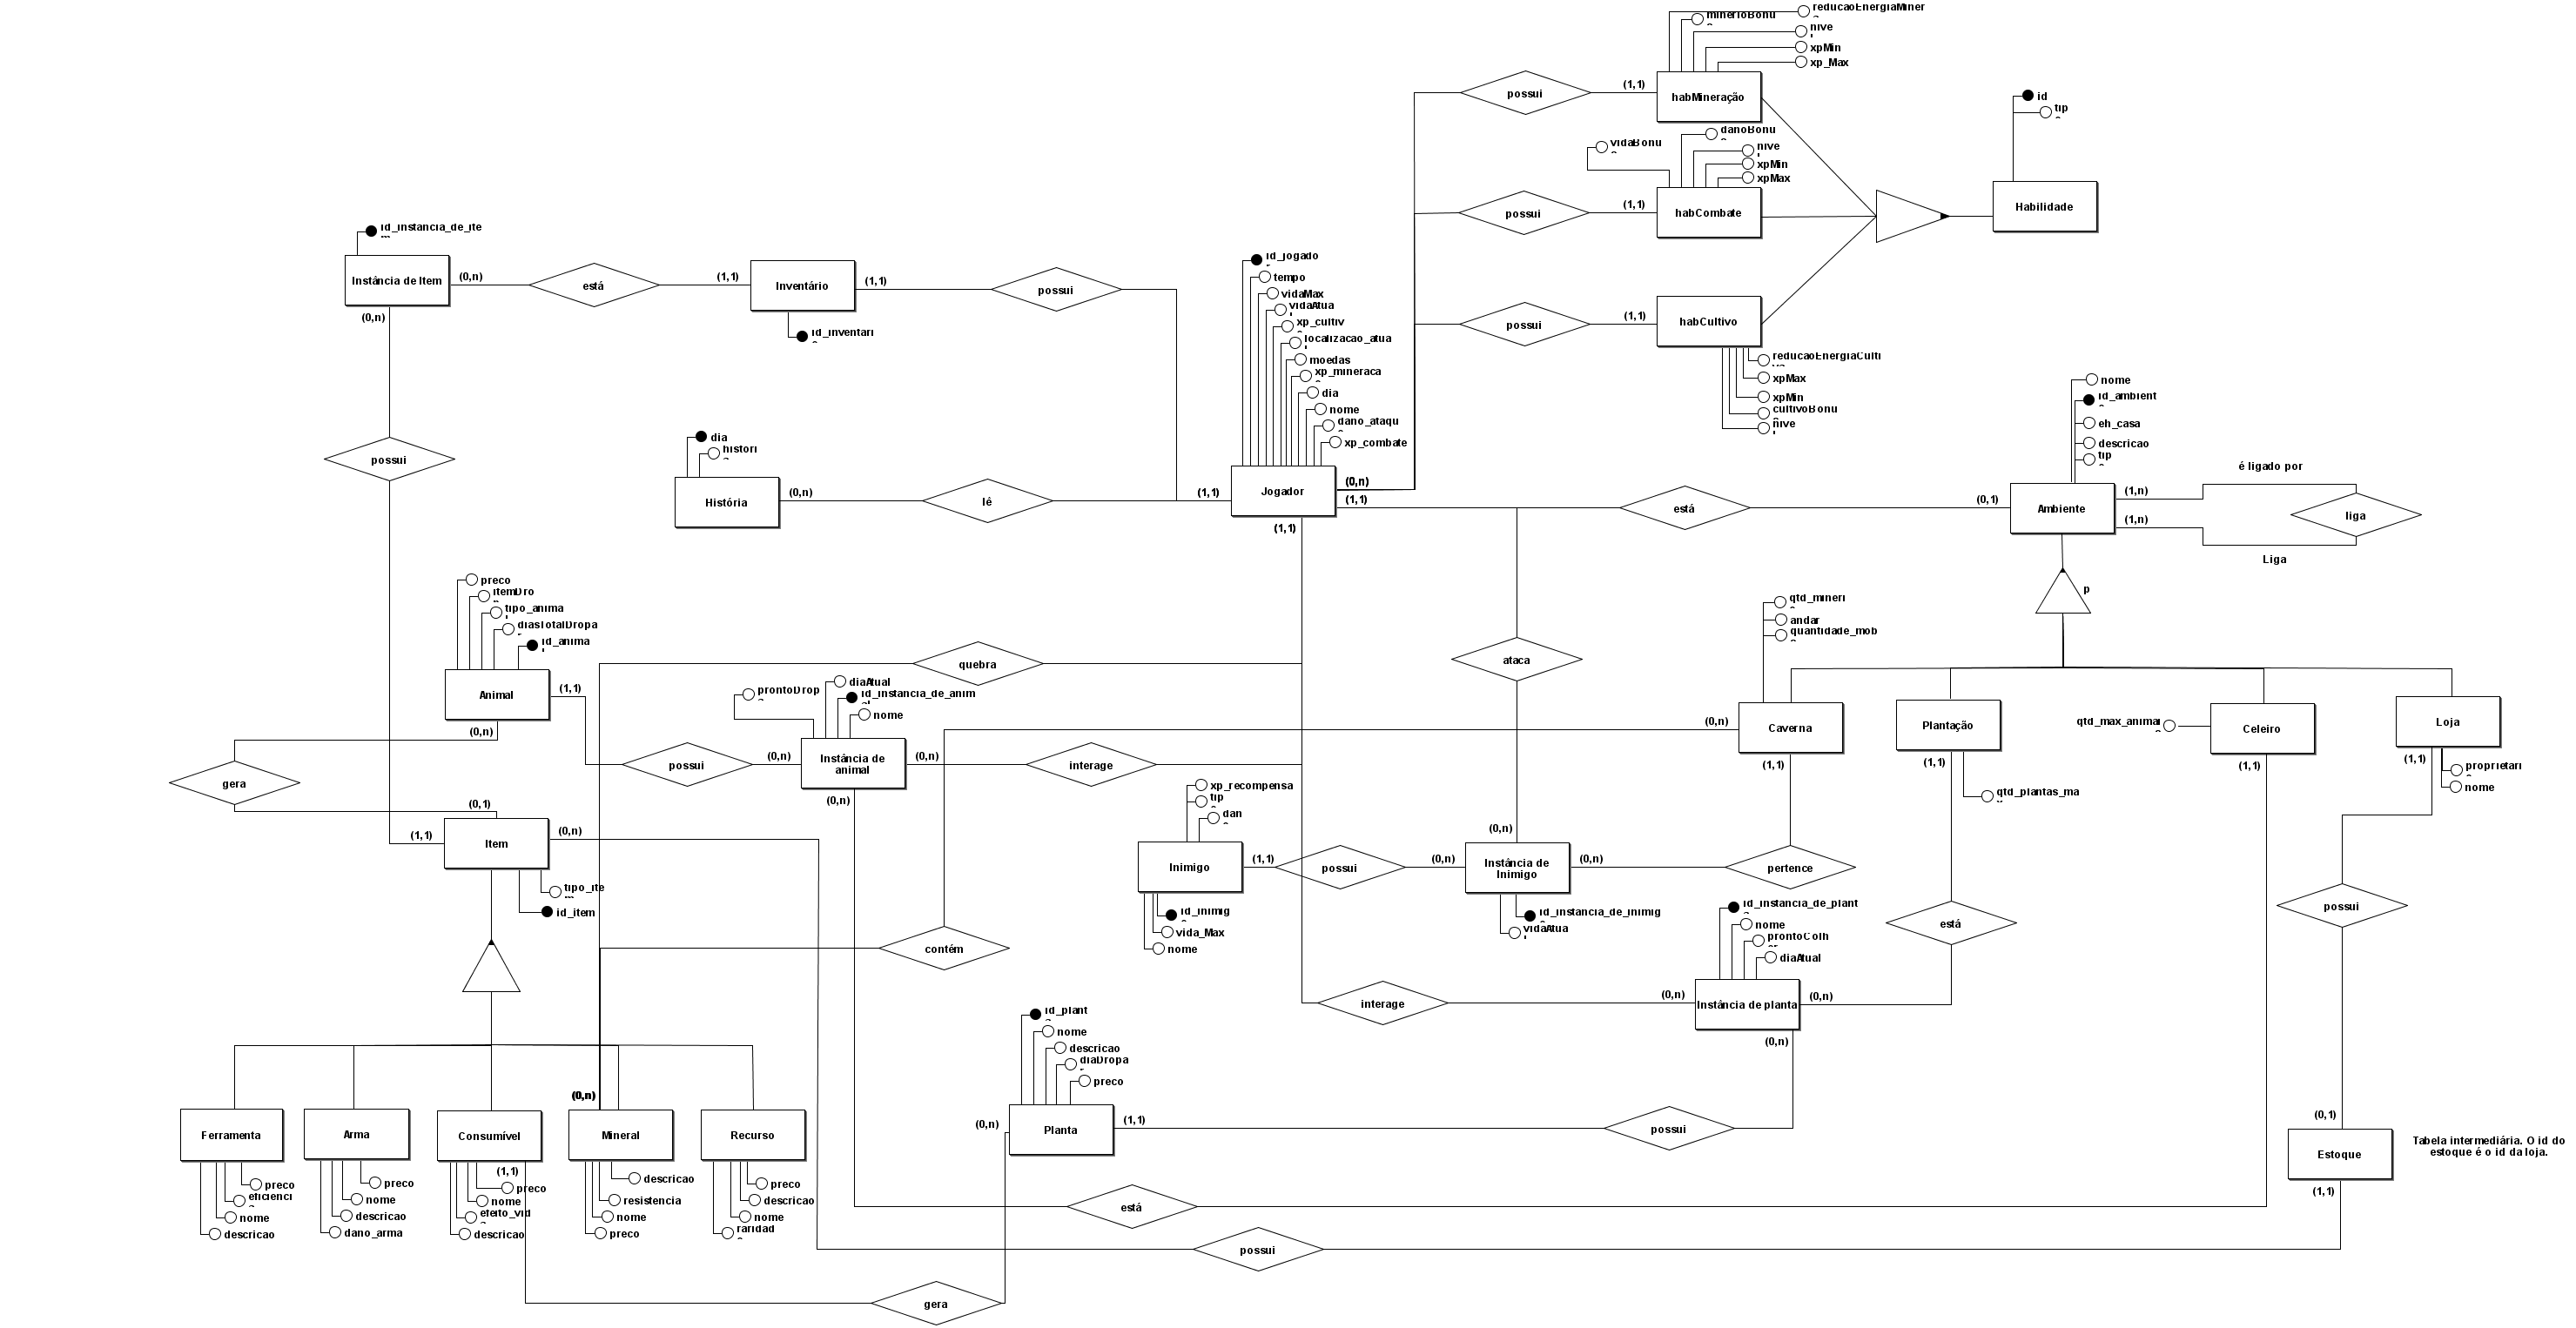 reducaoEnergiaMiner
minerioBonu
nive
xpMin
xp_Max
possui
(1,1)
habMineração
id
tip
danoBonu
vidaBonu
nive
xpMin
xpMax
possui
(1,1)
habCombate
Habilidade
id_instancia_de_ite
m
Instância de Item
(0,n)
está
(1,1)
Inventário
(1,1)
possui
(0,n)
id_inventari
id_jogado
tempo
vidaMax
vidaAtua
xp_cultiv
localizacao_atua
moedas
xp_mineraca
dia
nome
dano_ataqu
xp_combate
possui
(1,1)
habCultivo
reducaoEnergiaCulti
xpMax
xpMin
cultivoBonu
nive
nome
id_ambient
eh_casa
descricao
tip
possui
dia
histori
História
(0,n)
lê
(1,1)
Jogador
(0,n)
(1,1)
(1,1)
está
(0,1)
Ambiente
(1,n)
(1,n)
é ligado por
liga
Liga
preco
itemDro
tipo_anima
diasTotalDropa
id_anima
Animal
(1,1)
(0,n)
quebra
ataca
p
qtd_mineri
andar
quantidade_mob
prontoDrop
diaAtual
id_instancia_de_anim
nome
possui
(0,n)
Instância de
animal
(0,n)
(0,n)
interage
(0,n)
Caverna
(1,1)
Plantação
(1,1)
qtd_plantas_ma
qtd_max_anima
Celeiro
(1,1)
Loja
(1,1)
proprietari
nome
gera
(0,1)
(1,1)
Item
(0,n)
tipo_ite
m
id_item
xp_recompensa
tip
dan
Inimigo
(1,1)
possui
(0,n)
(0,n)
Instância de
Inimigo
(0,n)
pertence
id_inimig
vida_Max
nome
id_instancia_de_inimig
vidaAtua
id_instancia_de_plant
nome
prontoColh
er
diaAtual
está
possui
contém
interage
(0,n)
Instância de planta
(0,n)
(0,n)
id_plant
nome
descricao
diaDropa
preco
(0,n)
Planta
(1,1)
possui
(0,n)
Ferramenta
Arma
Consumível
Mineral
Recurso
(1,1)
preco
eficienci
nome
descricao
preco
nome
descricao
dano_arma
preco
nome
efeito_vid
descricao
descricao
resistencia
nome
preco
preco
descricao
nome
raridad
(0,1)
Estoque
(1,1)
Tabela intermediária. O id do
estoque é o id da loja.
está
possui
gera